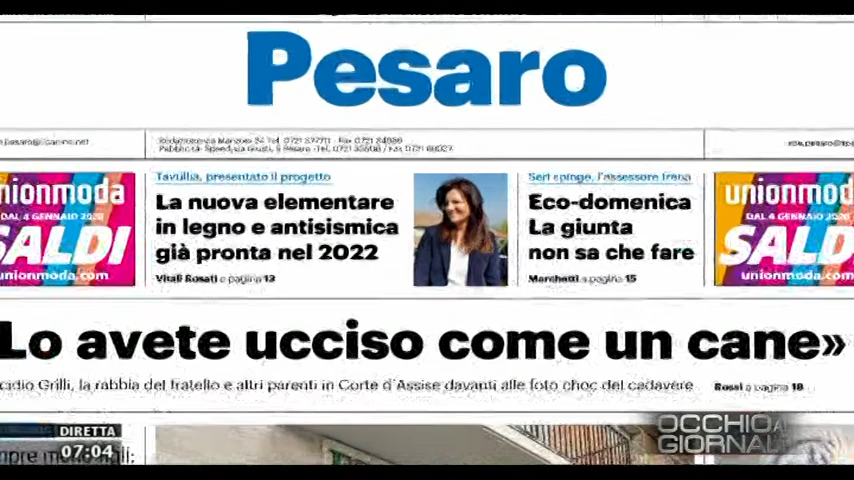 Pesaro
Tavullia, presentato il progetto
La nuova elementare
in legno e antisismica
già pronta nel 2022
Vitali Rosati a pagina 13
Seri spinge, l'assessore frena
Eco-domenica
La giunta
non sa che fare
Marchetti a pagina 15
unionmoda
DAL 4 GENNAIO 2020
SALDI
unionmoda.com
unionmoda
DAL 4 GENNAIO 2020
SALDI
unionmoda.com
Lo avete ucciso come un cane»
cidio Grilli, la rabbia del fratello e altri parenti in Corte d'Assise davanti alle foto choc del cadavere
Rossi a pagina 18
DIRETTA
07:04
OCCHIO AI
GIORNALI